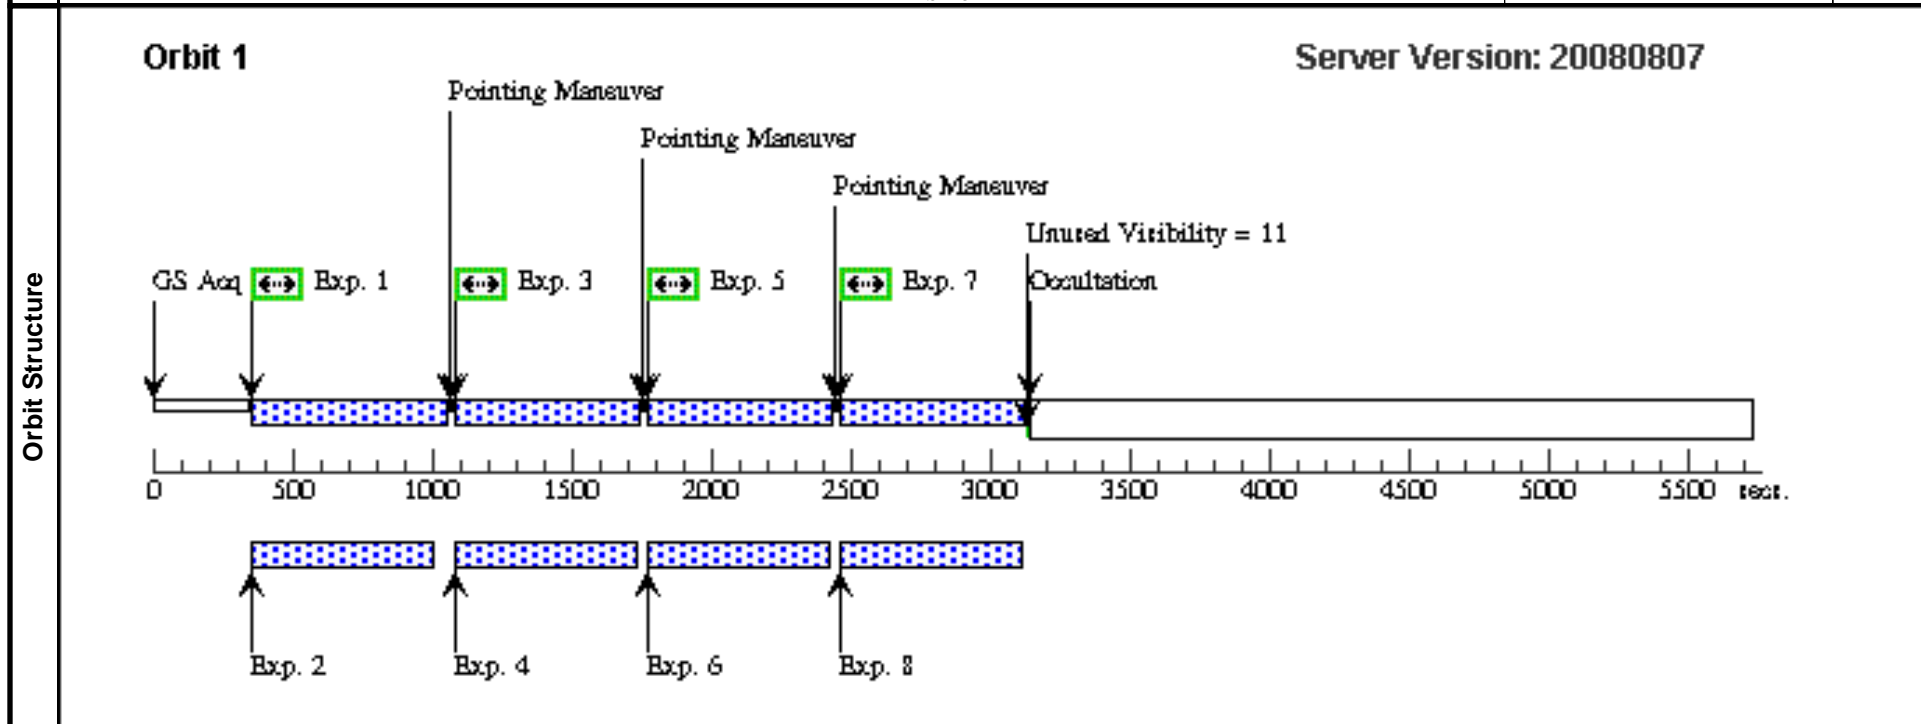 Orbit Structure
Orbit 1
Server Version: 20080807
Pointing Maneuver
Pointing Maneuver
Pointing Maneuver
Unused Visibility = 11
GS Acq Exp. 1 Exp. 3 Exp. 5 Exp. 7 Occultation
0 500 1000 1500 2000 2500 3000 3500 4000 4500 5000 5500 secs.
Exp. 2 Exp. 4 Exp. 6 Exp. 8